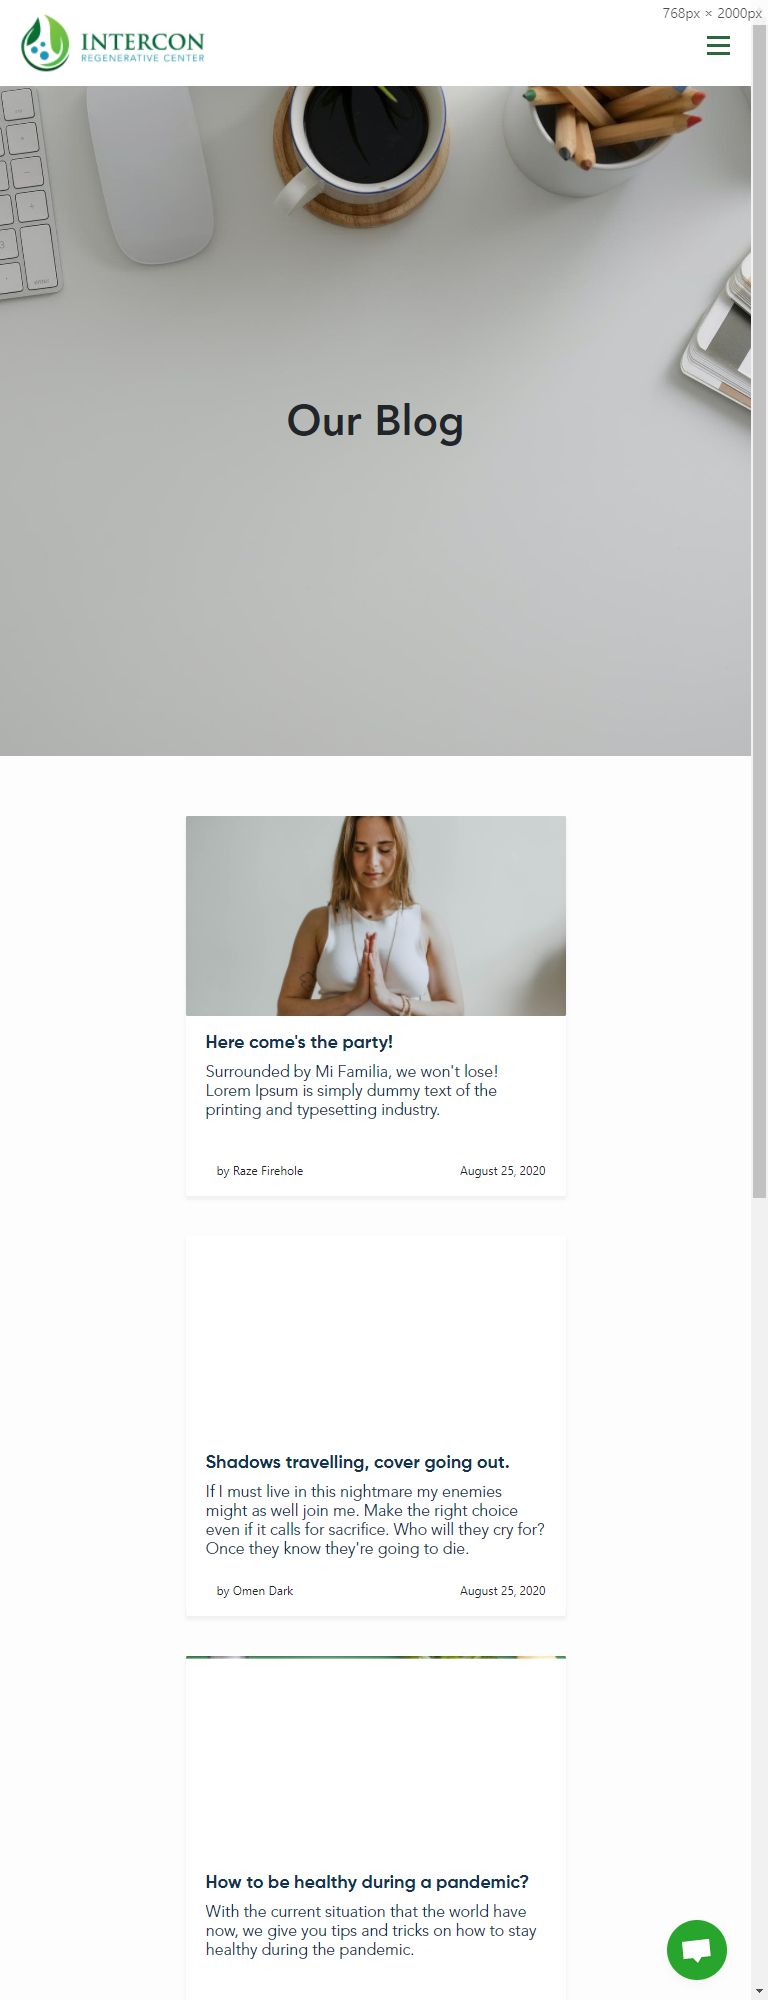 768px × 2000px
INTERCON
REGENERATIVE CENTER
Our Blog
Here come's the party!
Surrounded by Mi Familia, we won't lose!
Lorem Ipsum is simply dummy text of the
printing and typesetting industry.
by Raze Firehole
August 25, 2020
Shadows travelling, cover going out.
If I must live in this nightmare my enemies
might as well join me. Make the right choice
even if it calls for sacrifice. Who will they cry for?
Once they know they're going to die.
by Omen Dark
August 25, 2020
How to be healthy during a pandemic?
With the current situation that the world have
now, we give you tips and tricks on how to stay
healthy during the pandemic.